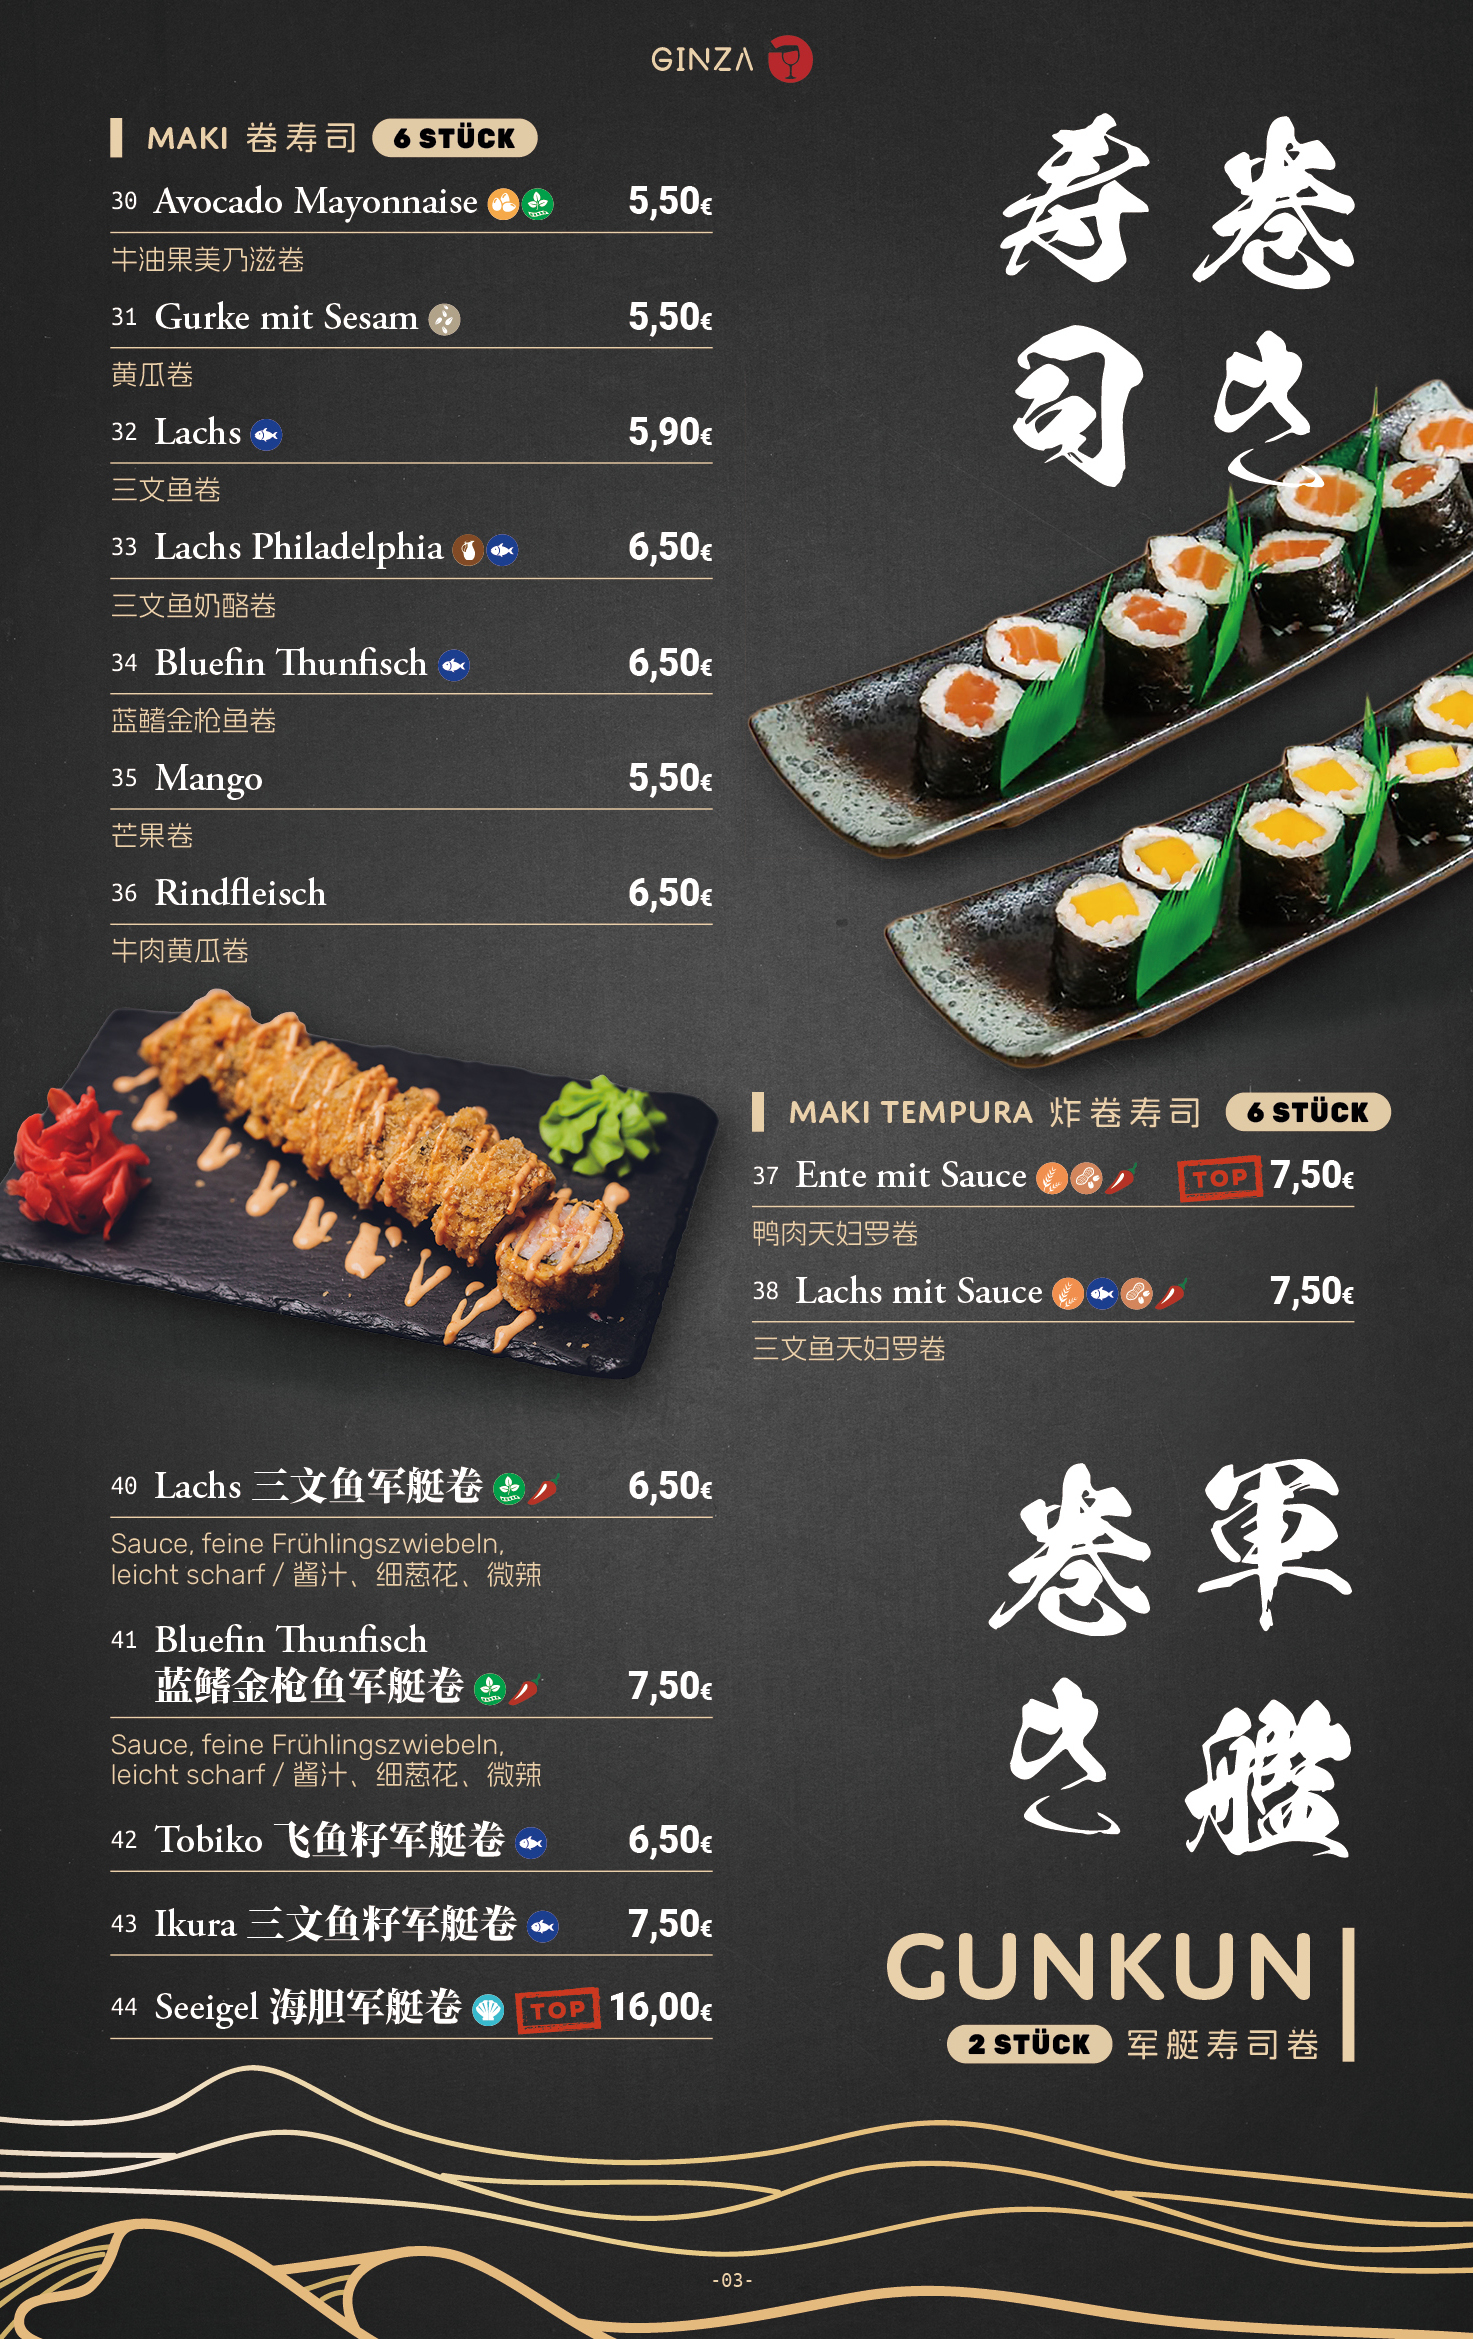 GINZA
MAKI 卷寿司 6 STÜCK
30 Avocado Mayonnaise 5,50€
牛油果美乃滋卷
31 Gurke mit Sesam 5,50€
黄瓜卷
32 Lachs 5,90€
三文鱼卷
33 Lachs Philadelphia 6,50€
三文鱼奶酪卷
34 Bluefin Thunfisch 6,50€
蓝鳍金枪鱼卷
35 Mango 5,50€
芒果卷
36 Rindfleisch 6,50€
牛肉黄瓜卷
卷き
寿司
MAKI TEMPURA 炸卷寿司 6 STÜCK
37 Ente mit Sauce TOP 7,50€
鸭肉天妇罗卷
38 Lachs mit Sauce 7,50€
三文鱼天妇罗卷
40 Lachs 三文鱼军艇卷 6,50€
Sauce, feine Frühlingszwiebeln,
leicht scharf / 酱汁、细葱花、微辣
41 Bluefin Thunfisch
蓝鳍金枪鱼军艇卷 7,50€
Sauce, feine Frühlingszwiebeln,
leicht scharf / 酱汁、细葱花、微辣
42 Tobiko 飞鱼籽军艇卷 6,50€
43 Ikura 三文鱼籽军艇卷 7,50€
44 Seeigel 海胆军艇卷 TOP 16,00€
軍艦
卷き
GUNKUN
2 STÜCK 军艇寿司卷
-03-